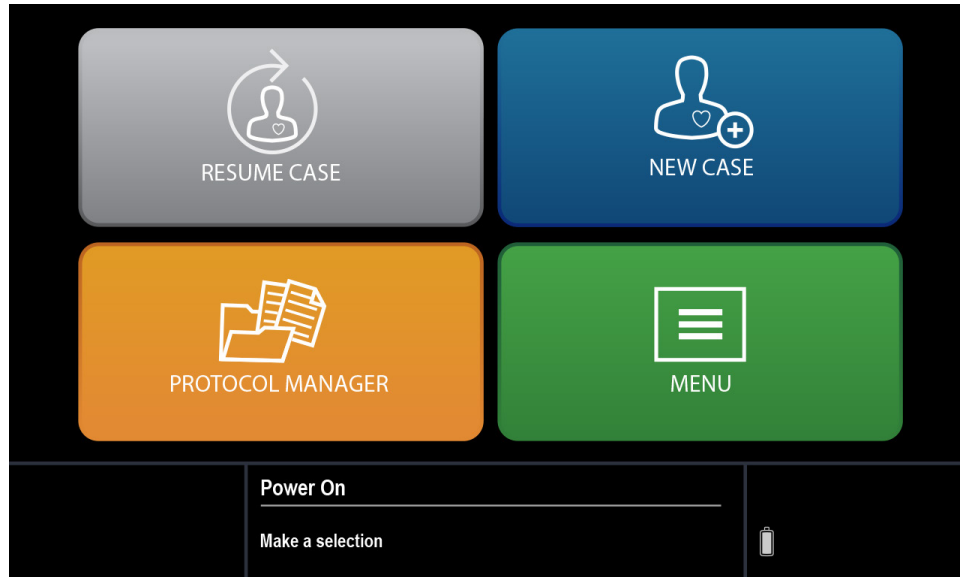 RESUME CASE
NEW CASE
PROTOCOL MANAGER
MENU
Power On
Make a selection